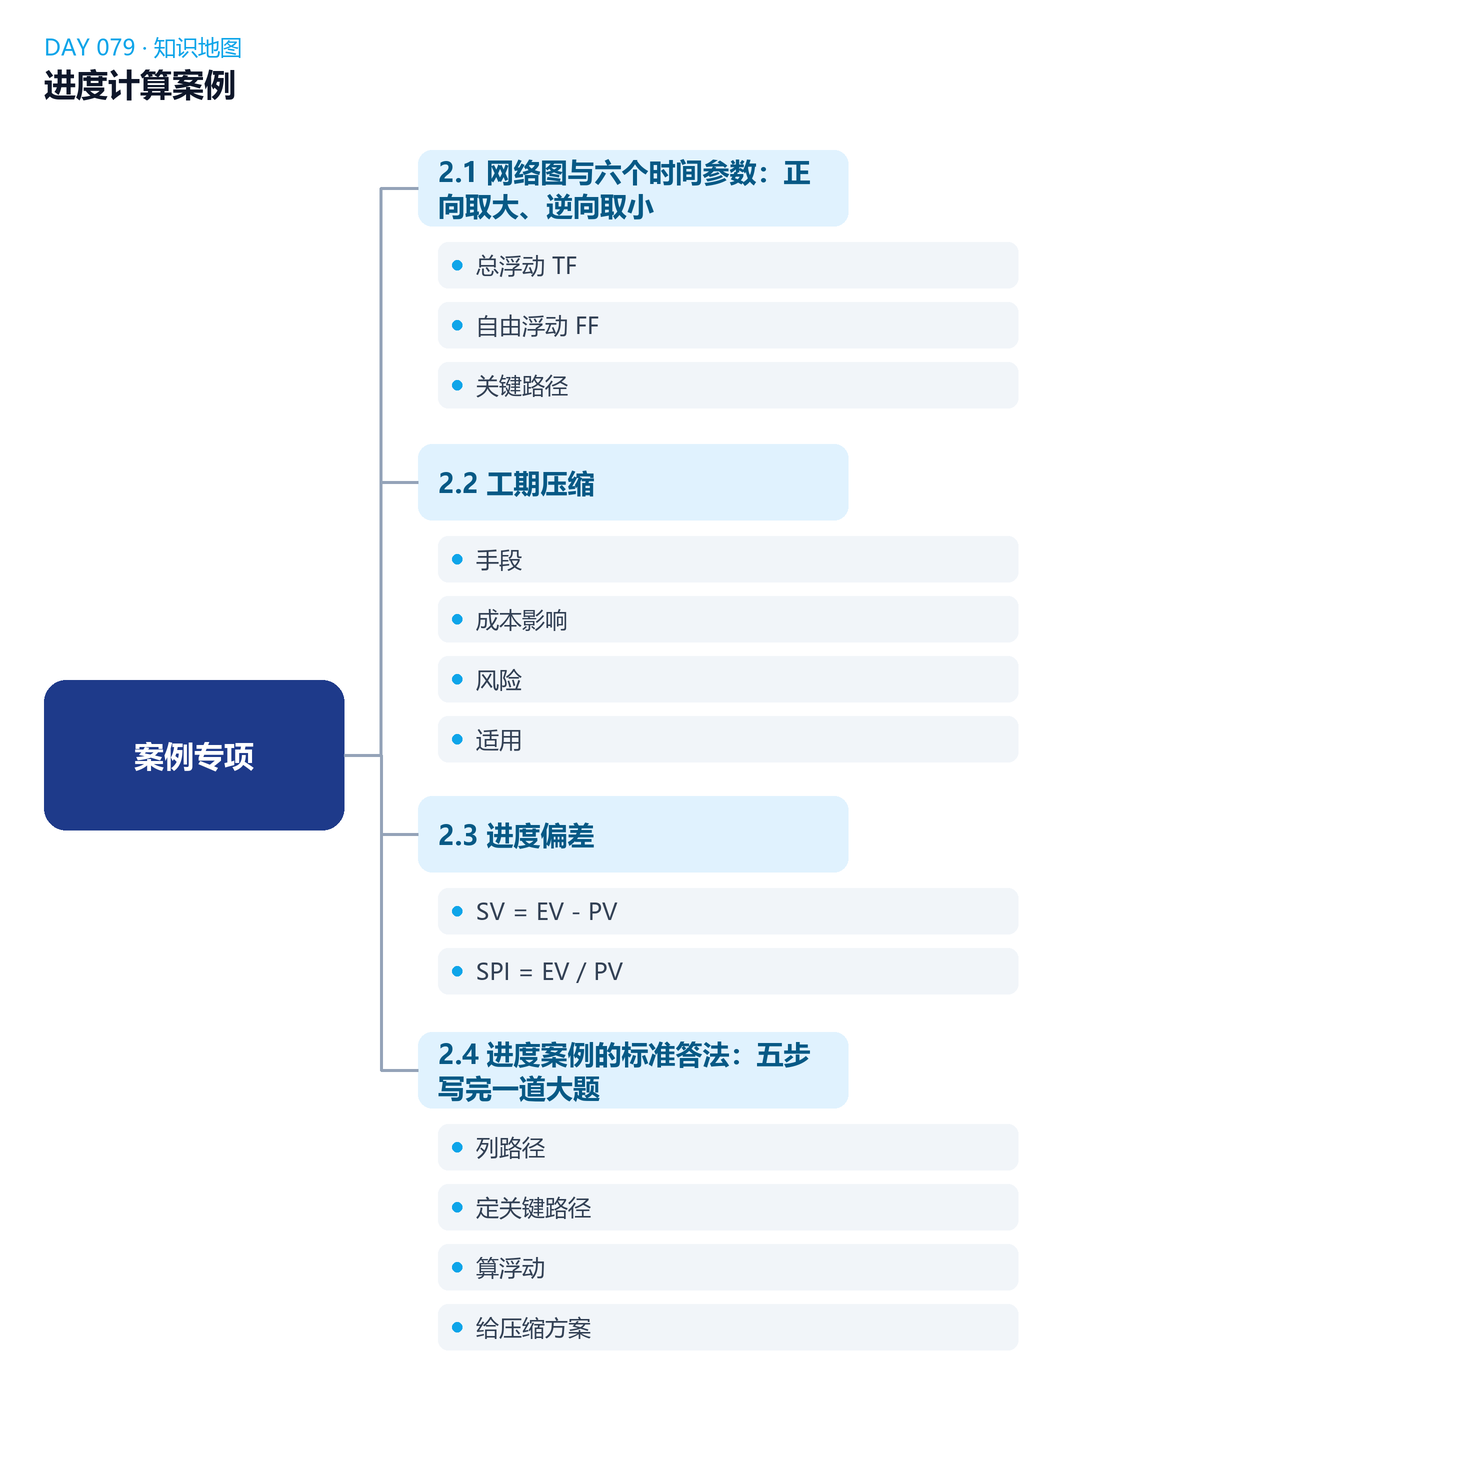 DAY 079 · 知识地图
进度计算案例
2.1 网络图与六个时间参数：正
向取大、逆向取小
总浮动 TF
自由浮动 FF
关键路径
2.2 工期压缩
手段
成本影响
风险
适用
案例专项
2.3 进度偏差
SV = EV - PV
SPI = EV / PV
2.4 进度案例的标准答法：五步
写完一道大题
列路径
定关键路径
算浮动
给压缩方案